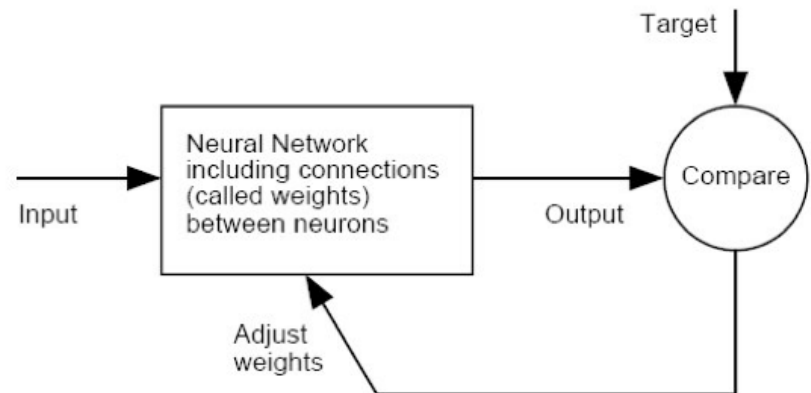 Target
Neural Network
including connections
(called weights)
between neurons
Compare
Input
Output
Adjust
weights